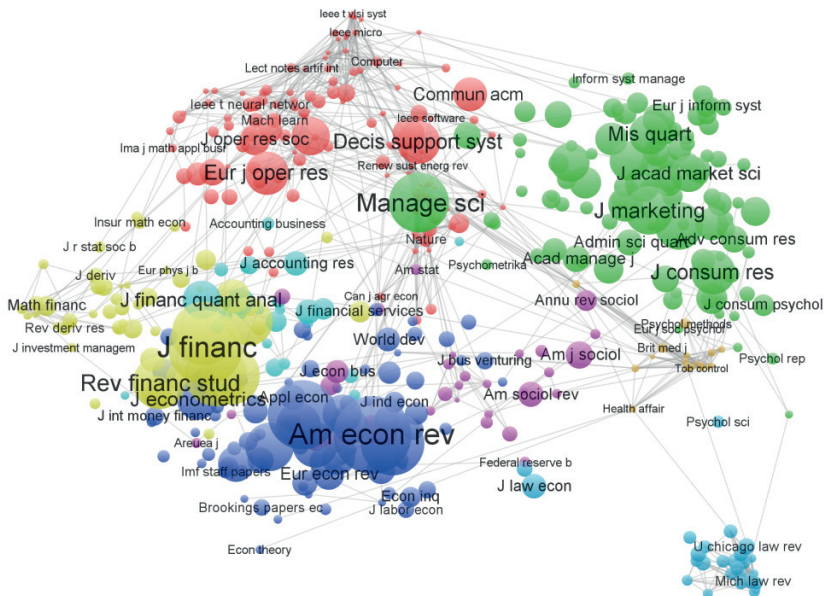 Ieee t vlsi syst
Ieee micro
Computer
Lect notes artif int
Inform syst manage
Commun acm
Eur j inform syst
Ieee t neural networ
Mach learn
Ieee software
Mis quart
J oper res soc
Decis support syst
Ima j math appl busi
Renew sust energ rev
J acad market sci
Eur j oper res
Manage sci
J marketing
Insur math econ
Accounting business
Nature
Admin sci quart
Adv consum res
J r stat soc b
Acad manage j
Eur phys j b
J accounting res
Am stat
Psychometrika
J deriv
J consum res
Can j agr econ
Math financ
J financ quant anal
Annu rev sociol
J consum psychol
J financial services
Rev deriv res
Psychol methods
Eur j soc psychol
World dev
J investment managem
J financ
Brit med j
J bus venturing
Am j sociol
Psychol rep
Tob control
J econ bus
Rev financ stud
Appl econ
Am sociol rev
J econometrics
J ind econ
J int money financ
Health affair
Psychol sci
Am econ rev
Areuea j
Federal reserve b
Imf staff papers
Eur econ rev
J law econ
Econ inq
Brookings papers ec
J labor econ
Econ theory
U chicago law rev
Mich law rev